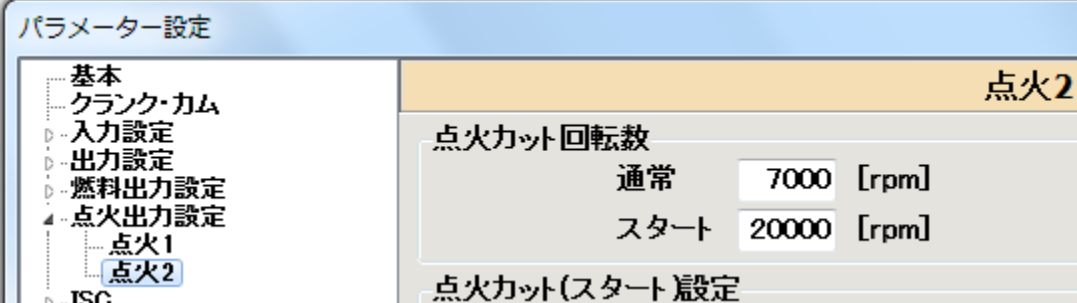 パラメーター設定
基本
クランク・カム
入力設定
出力設定
燃料出力設定
点火出力設定
点火1
点火2
ISC
点火2
点火カット回転数
通常 7000 [rpm]
スタート 20000 [rpm]
点火カット(スタート)設定